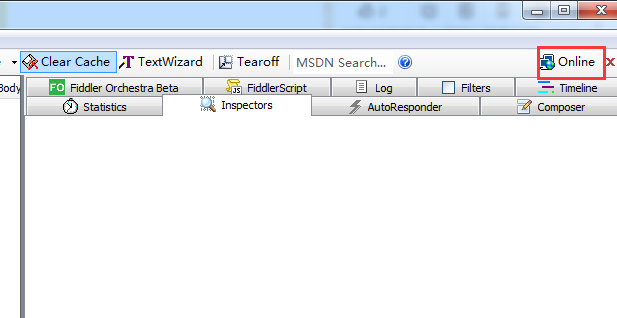 Clear Cache TextWizard Tearoff MSDN Search... Online
Body FO Fiddler Orchestra Beta FiddlerScript Log Filters Timeline
Statistics Inspectors AutoResponder Composer